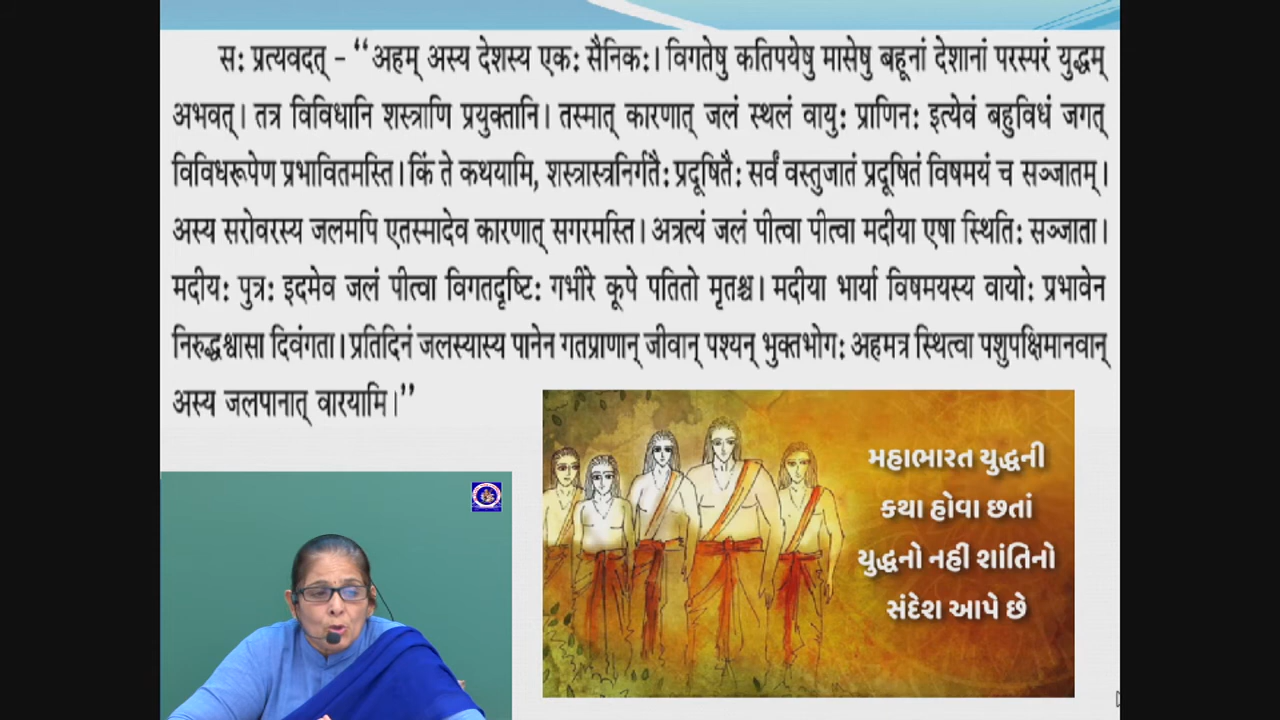 स: प्रत्यवदत् - “अहम् अस्य देशस्य एक: सैनिक:। विगतेषु कतिपयेषु मासेषु बहूनां देशानां परस्परं युद्धम्
अभवत्। तत्र विविधानि शस्त्राणि प्रयुक्तानि। तस्मात् कारणात् जलं स्थलं वायु: प्राणिन: इत्येवं बहुविधं जगत्
विविधरूपेण प्रभावितमस्ति। किं ते कथयामि, शस्त्रास्त्रनिर्गतै: प्रदूषितै: सर्वं वस्तुजातं प्रदूषितं विषमयं च सञ्जातम्।
अस्य सरोवरस्य जलमपि एतस्मादेव कारणात् सगरमस्ति। अत्रत्यं जलं पीत्वा पीत्वा मदीया एषा स्थिति: सञ्जाता।
मदीय: पुत्र: इदमेव जलं पीत्वा विगतदृष्टि: गभीरे कूपे पतितो मृतश्च। मदीया भार्या विषमयस्य वायो: प्रभावेन
निरुद्धश्वासा दिवंगता। प्रतिदिनं जलस्यास्य पानेन गतप्राणान् जीवान् पश्यन् भुक्तभोग: अहमत्र स्थित्वा पशुपक्षिमानवान्
अस्य जलपानात् वारयामि।”
મહાભારત યુદ્ધની
કથા હોવા છતાં
યુદ્ધનો નહીં શાંતિનો
સંદેશ આપે છે